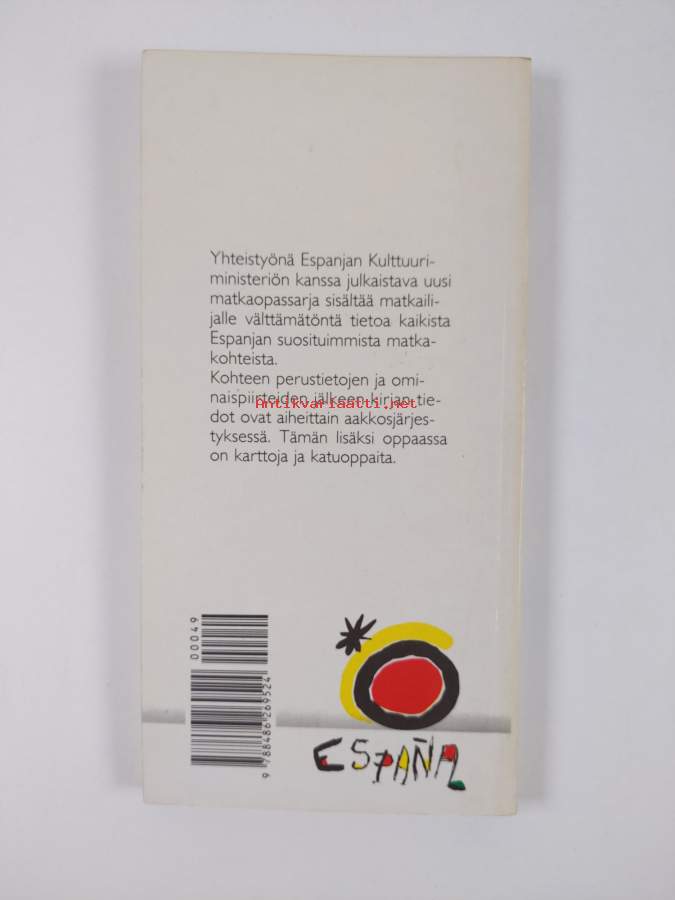 Yhteistyönä Espanjan Kulttuuri-
ministeriön kanssa julkaistava uusi
matkaopassarja sisältää matkaili-
jalle välttämätöntä tietoa kaikista
Espanjan suosituimmista matka-
kohteista.
Kohteen perustietojen ja omi-
naispiirteiden jälkeen kirjan tie-
Antikvariaatti.net
dot ovat aiheittain aakkosjärjes-
tyksessä. Tämän lisäksi oppaassa
on karttoja ja katuoppaita.
00049
9 788486 269524
ESPAÑA